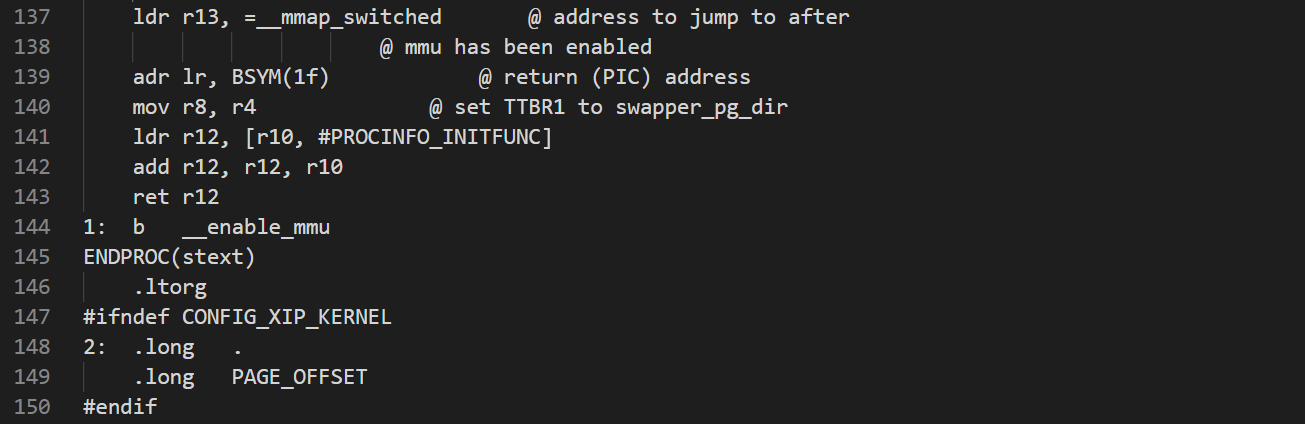 137 ldr r13, =__mmap_switched @ address to jump to after
138 @ mmu has been enabled
139 adr lr, BSYM(1f) @ return (PIC) address
140 mov r8, r4 @ set TTBR1 to swapper_pg_dir
141 ldr r12, [r10, #PROCINFO_INITFUNC]
142 add r12, r12, r10
143 ret r12
144 1: b __enable_mmu
145 ENDPROC(stext)
146 .ltorg
147 #ifndef CONFIG_XIP_KERNEL
148 2: .long .
149 .long PAGE_OFFSET
150 #endif